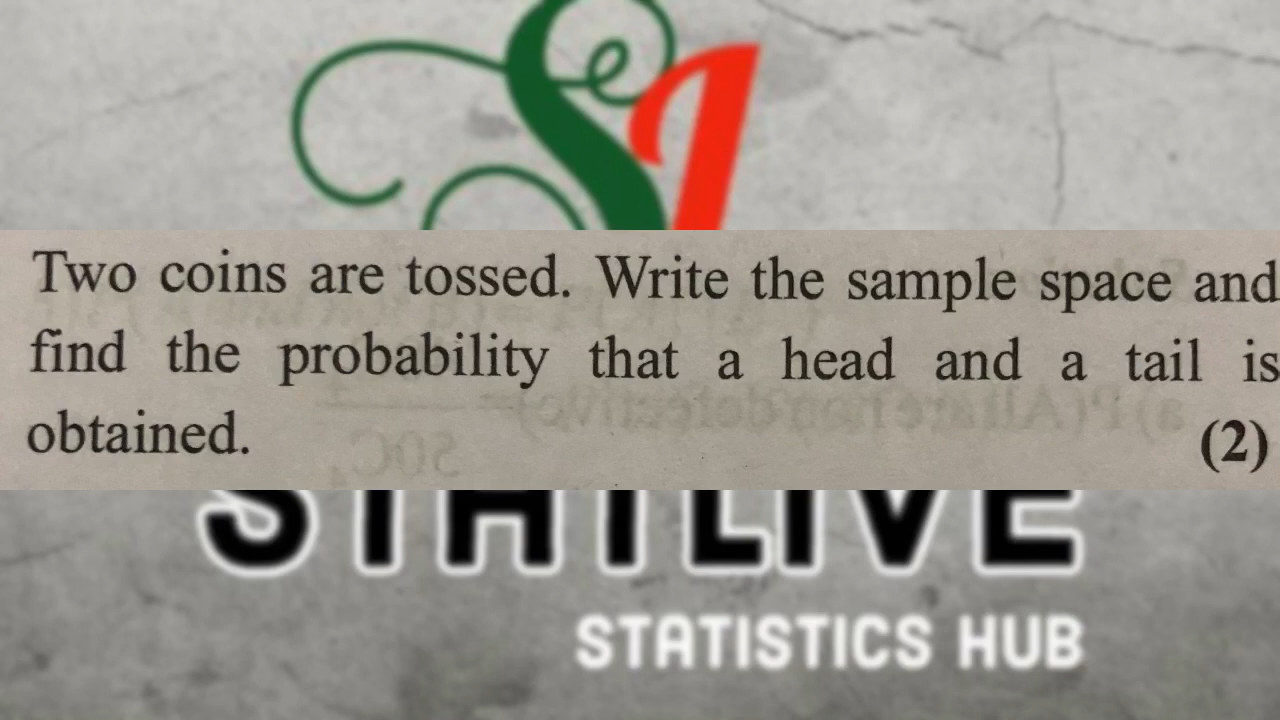 Two coins are tossed. Write the sample space and
find the probability that a head and a tail is
obtained. (2)
STATLIVE
STATISTICS HUB